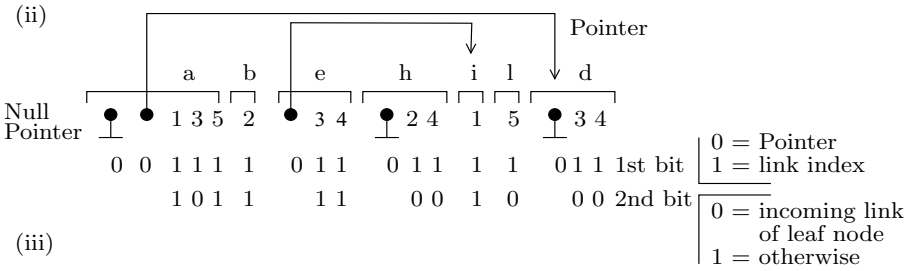 (ii)
Pointer
a b e h i l d
Null Pointer
1 3 5 2 3 4 2 4 1 5 3 4
0 0 1 1 1 1 0 1 1 0 1 1 1 1 0 1 1 1st bit
1 0 1 1 1 1 0 0 1 0 0 0 2nd bit
0 = Pointer
1 = link index
0 = incoming link
of leaf node
1 = otherwise
(iii)